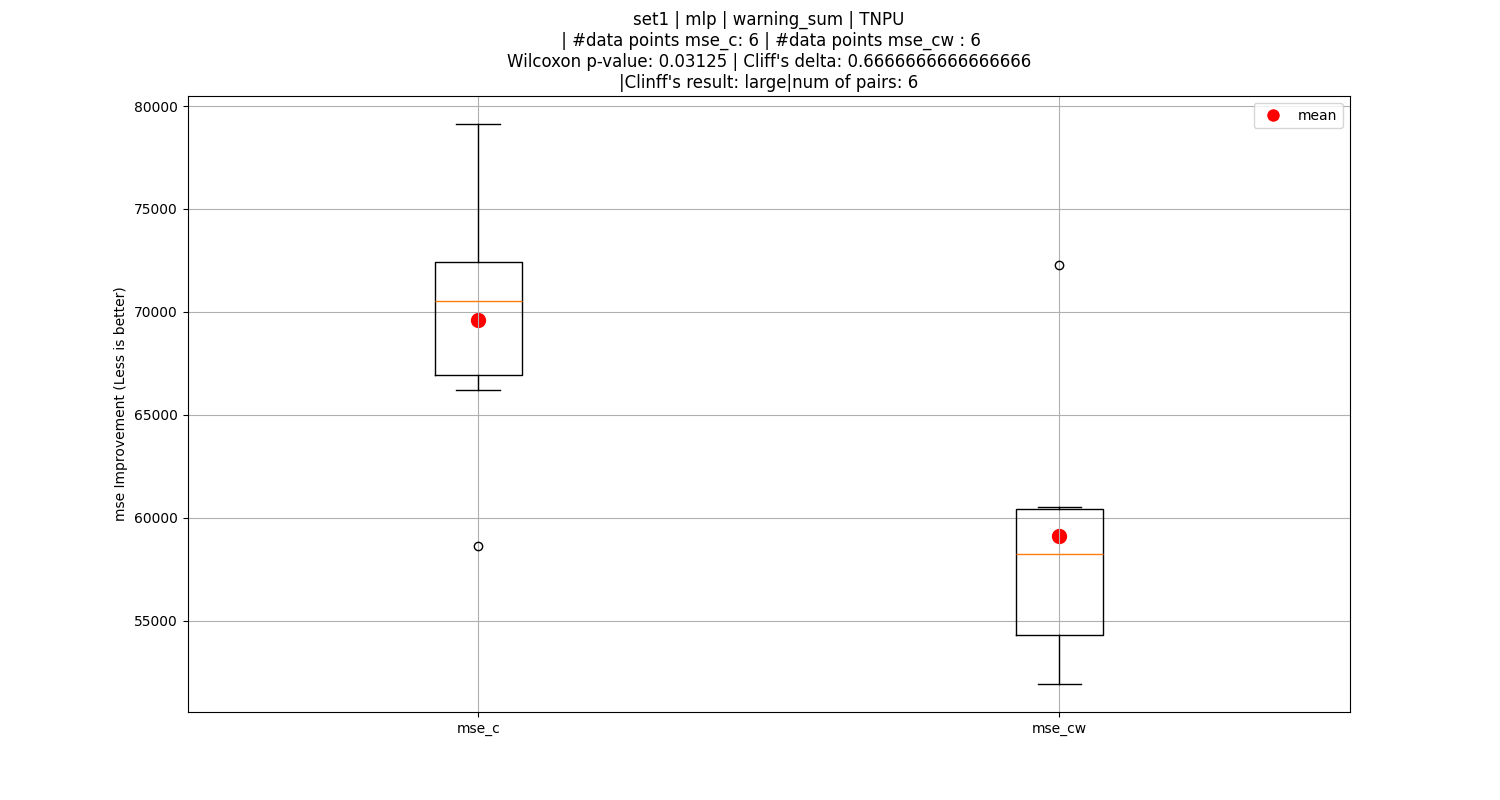 set1 | mlp | warning_sum | TNPU
| #data points mse_c: 6 | #data points mse_cw : 6
Wilcoxon p-value: 0.03125 | Cliff's delta: 0.6666666666666666
|Clinff's result: large|num of pairs: 6
mean
80000
75000
70000
65000
60000
55000
mse Improvement (Less is better)
mse_c
mse_cw